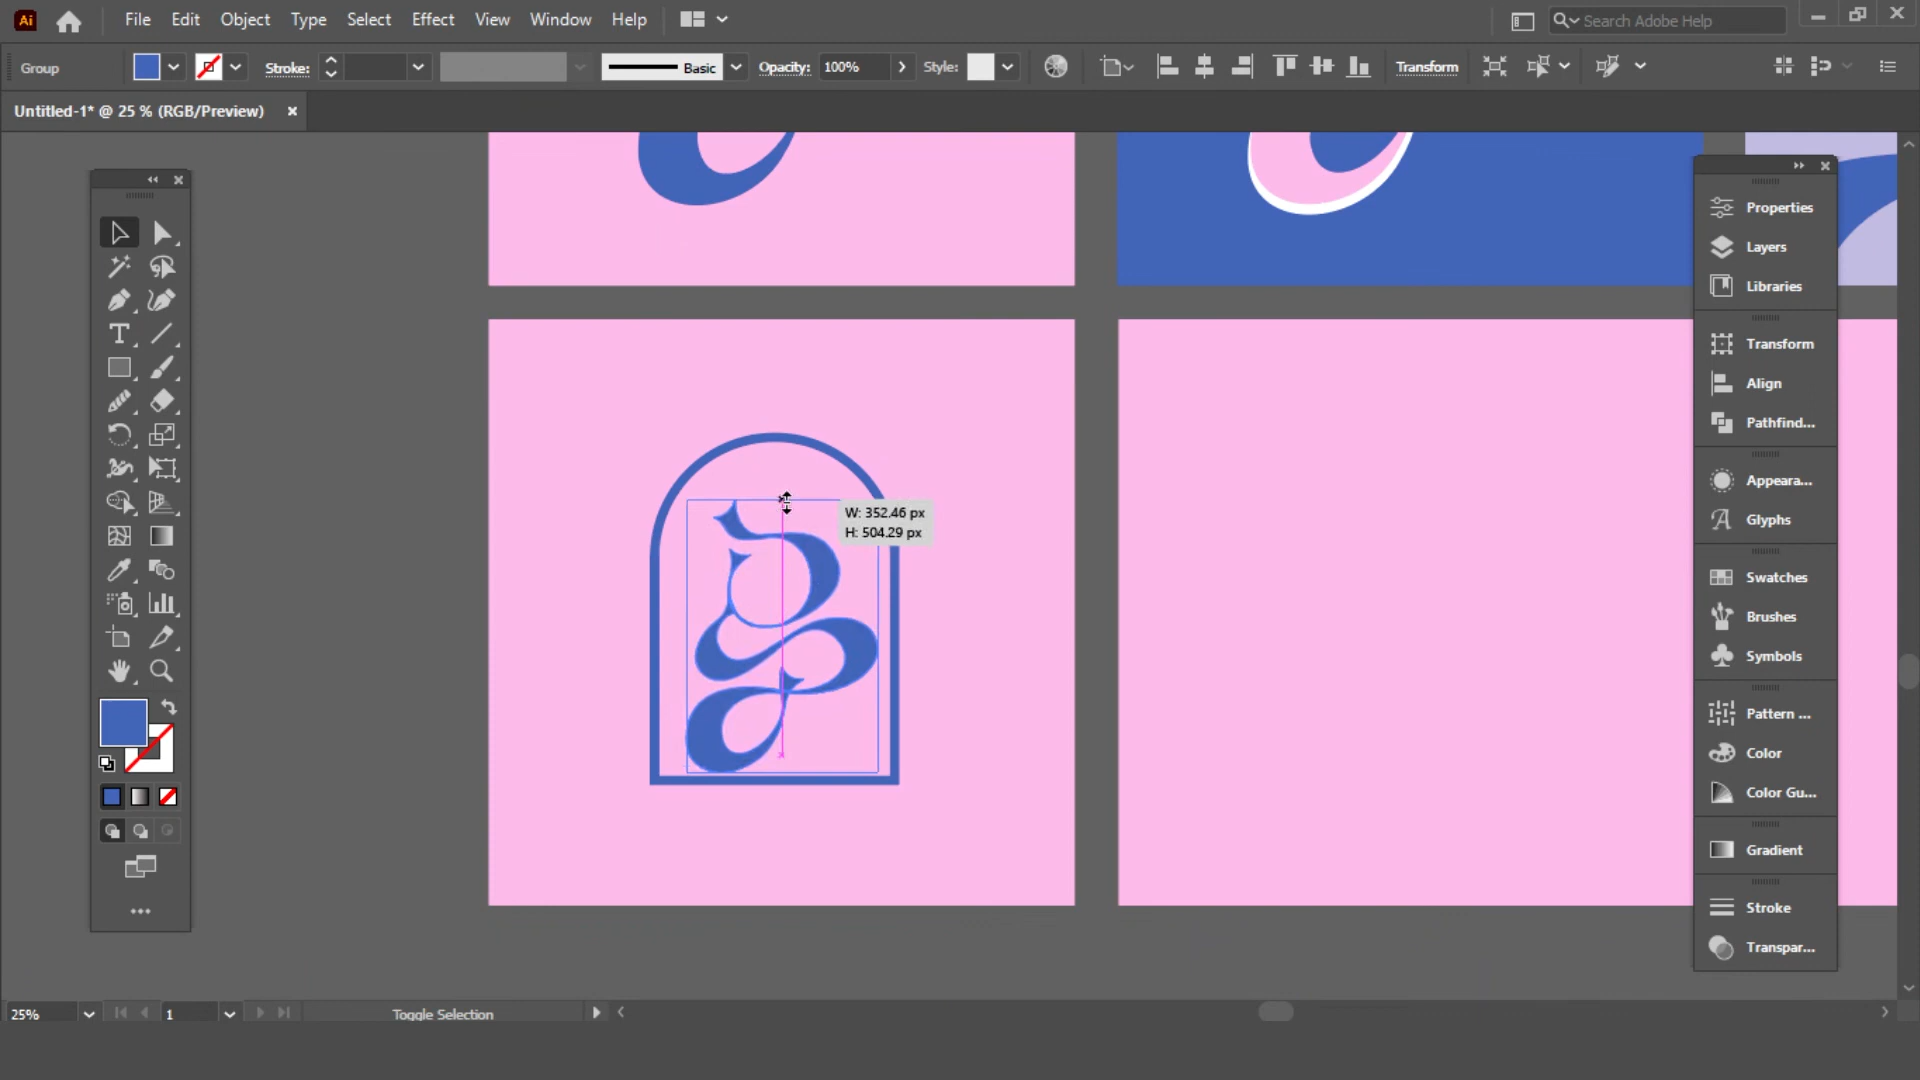 Ai File Edit Object Type Select Effect View Window Help Search Adobe Help
Group Stroke: Basic Opacity: 100% Style: Transform
Untitled-1* @ 25 % (RGB/Preview)
Properties
Layers
Libraries
Transform
Align
Pathfind...
Appeara...
Glyphs
Swatches
Brushes
Symbols
Pattern ...
Color
Color Gu...
Gradient
Stroke
Transpar...
W: 352.46 px
H: 504.29 px
g
25% 1 Toggle Selection